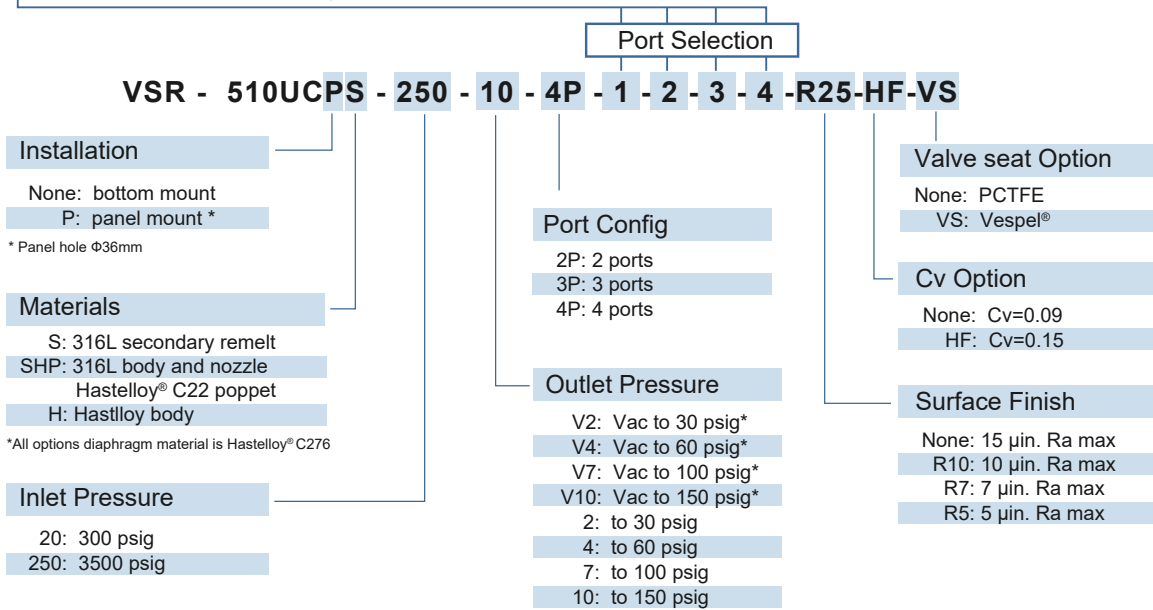 Port Selection
VSR - 510UCPS - 250 - 10 - 4P - 1 - 2 - 3 - 4 -R25-HF-VS
Installation
None: bottom mount
P: panel mount *
* Panel hole Φ36mm
Materials
S: 316L secondary remelt
SHP: 316L body and nozzle
Hastelloy® C22 poppet
H: Hastlloy body
*All options diaphragm material is Hastelloy® C276
Inlet Pressure
20: 300 psig
250: 3500 psig
Port Config
2P: 2 ports
3P: 3 ports
4P: 4 ports
Outlet Pressure
V2: Vac to 30 psig*
V4: Vac to 60 psig*
V7: Vac to 100 psig*
V10: Vac to 150 psig*
2: to 30 psig
4: to 60 psig
7: to 100 psig
10: to 150 psig
Valve seat Option
None: PCTFE
VS: Vespel®
Cv Option
None: Cv=0.09
HF: Cv=0.15
Surface Finish
None: 15 µin. Ra max
R10: 10 µin. Ra max
R7: 7 µin. Ra max
R5: 5 µin. Ra max